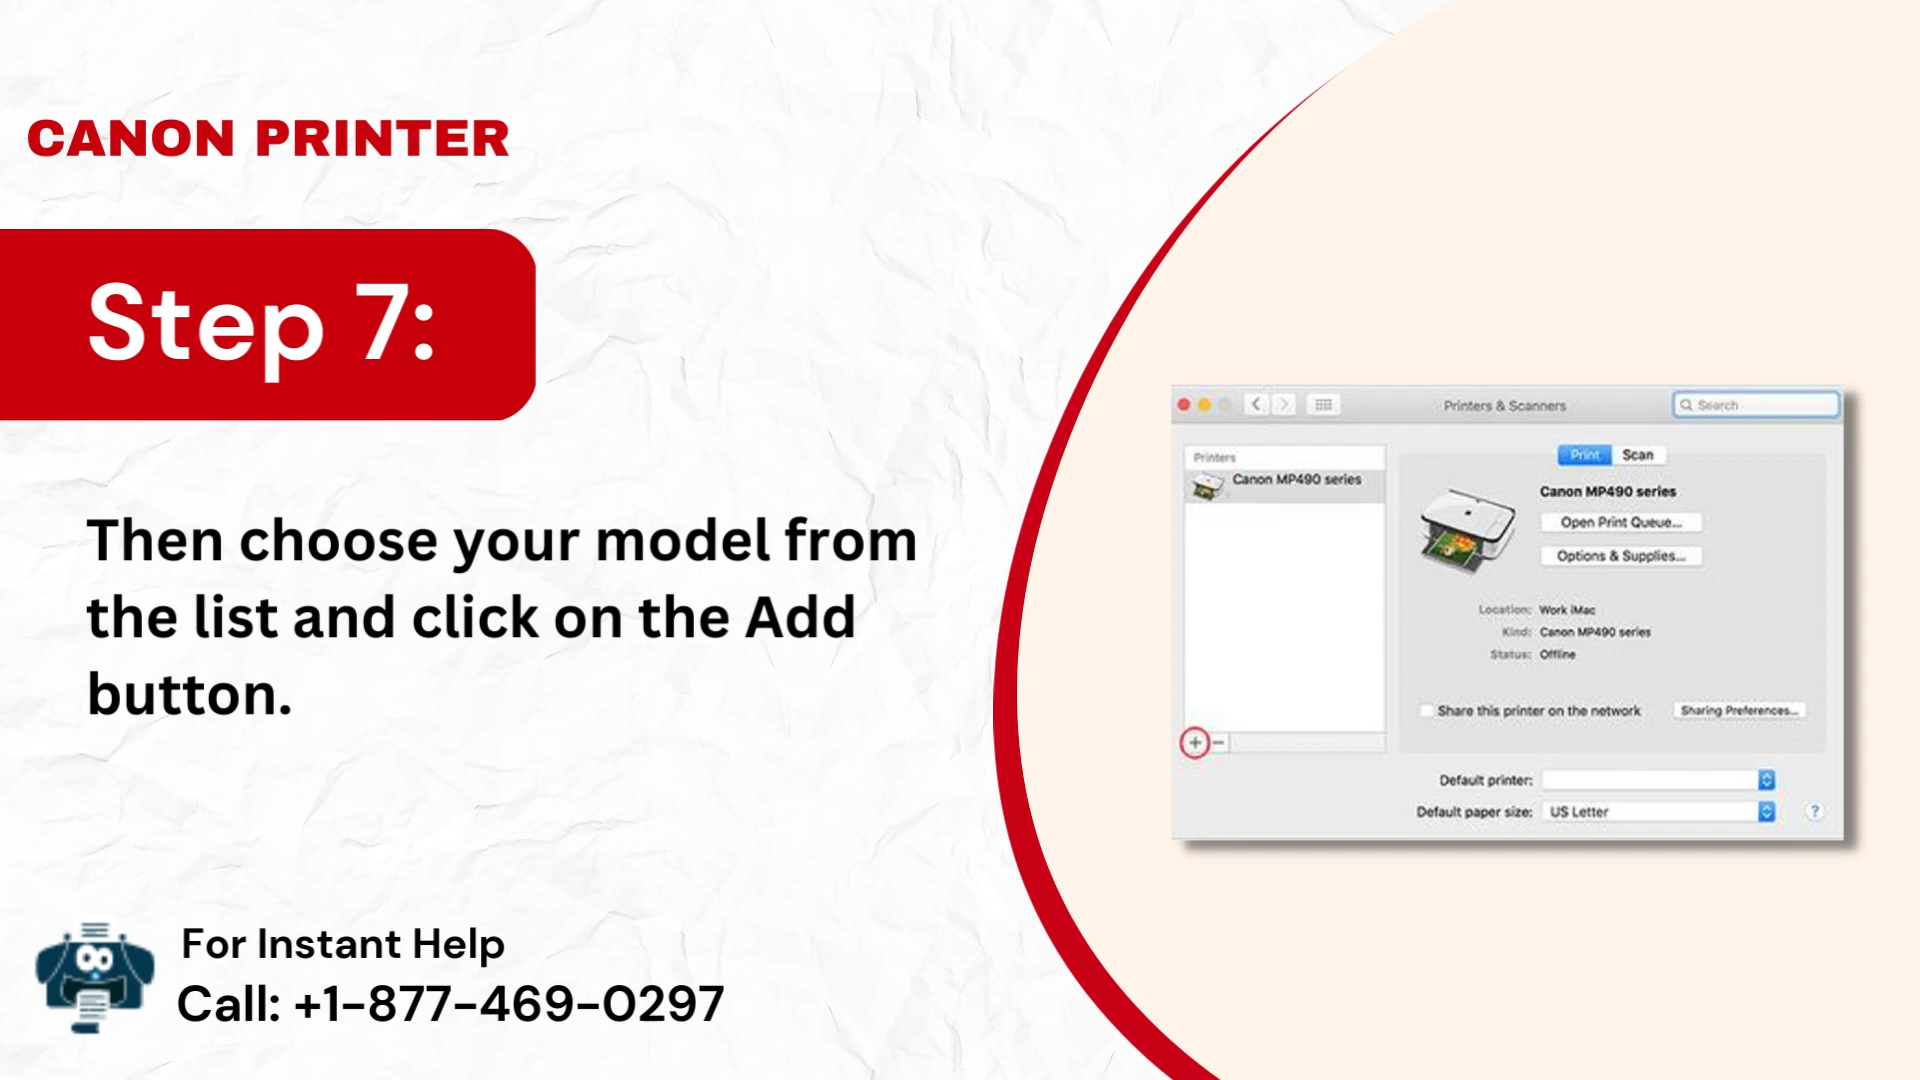 CANON PRINTER
Step 7:
Then choose your model from
the list and click on the Add
button.
For Instant Help
Call: +1-877-469-0297
Printers & Scanners
Search
Printers
Canon MP490 series
Print Scan
Canon MP490 series
Open Print Queue...
Options & Supplies...
Location: Work iMac
Kind: Canon MP490 series
Status: Offline
Share this printer on the network
Sharing Preferences...
+ −
Default printer:
Default paper size: US Letter
?